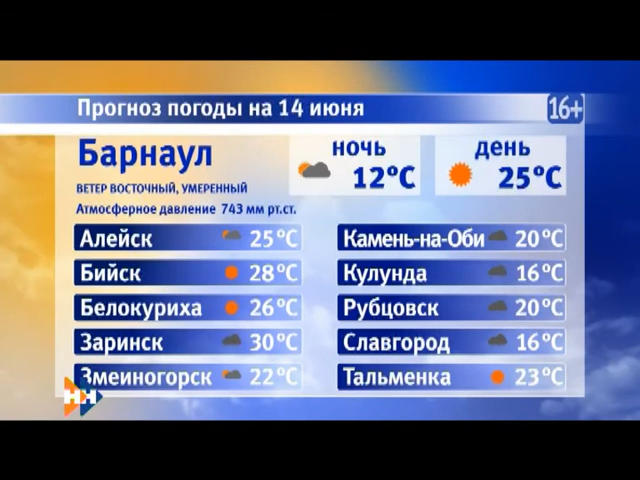 Прогноз погоды на 14 июня
16+
Барнаул
ночь
12°C
день
25°C
ВЕТЕР ВОСТОЧНЫЙ, УМЕРЕННЫЙ
Атмосферное давление 743 мм рт.ст.
Алейск 25°C
Бийск 28°C
Белокуриха 26°C
Заринск 30°C
Змеиногорск 22°C
Камень-на-Оби 20°C
Кулунда 16°C
Рубцовск 20°C
Славгород 16°C
Тальменка 23°C
НН